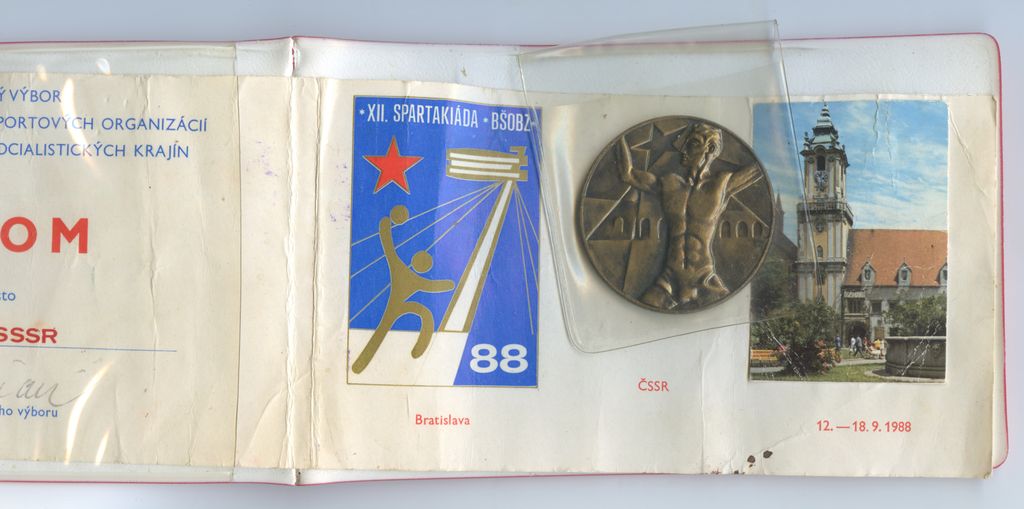 Ý VÝBOR
PORTOVÝCH ORGANIZÁCIÍ
OCIALISTICKÝCH KRAJÍN
OM
sto
SSSR
ho výboru
* XII. SPARTAKIÁDA * BŠOBZ *
88
Bratislava
ČSSR
12. — 18. 9. 1988